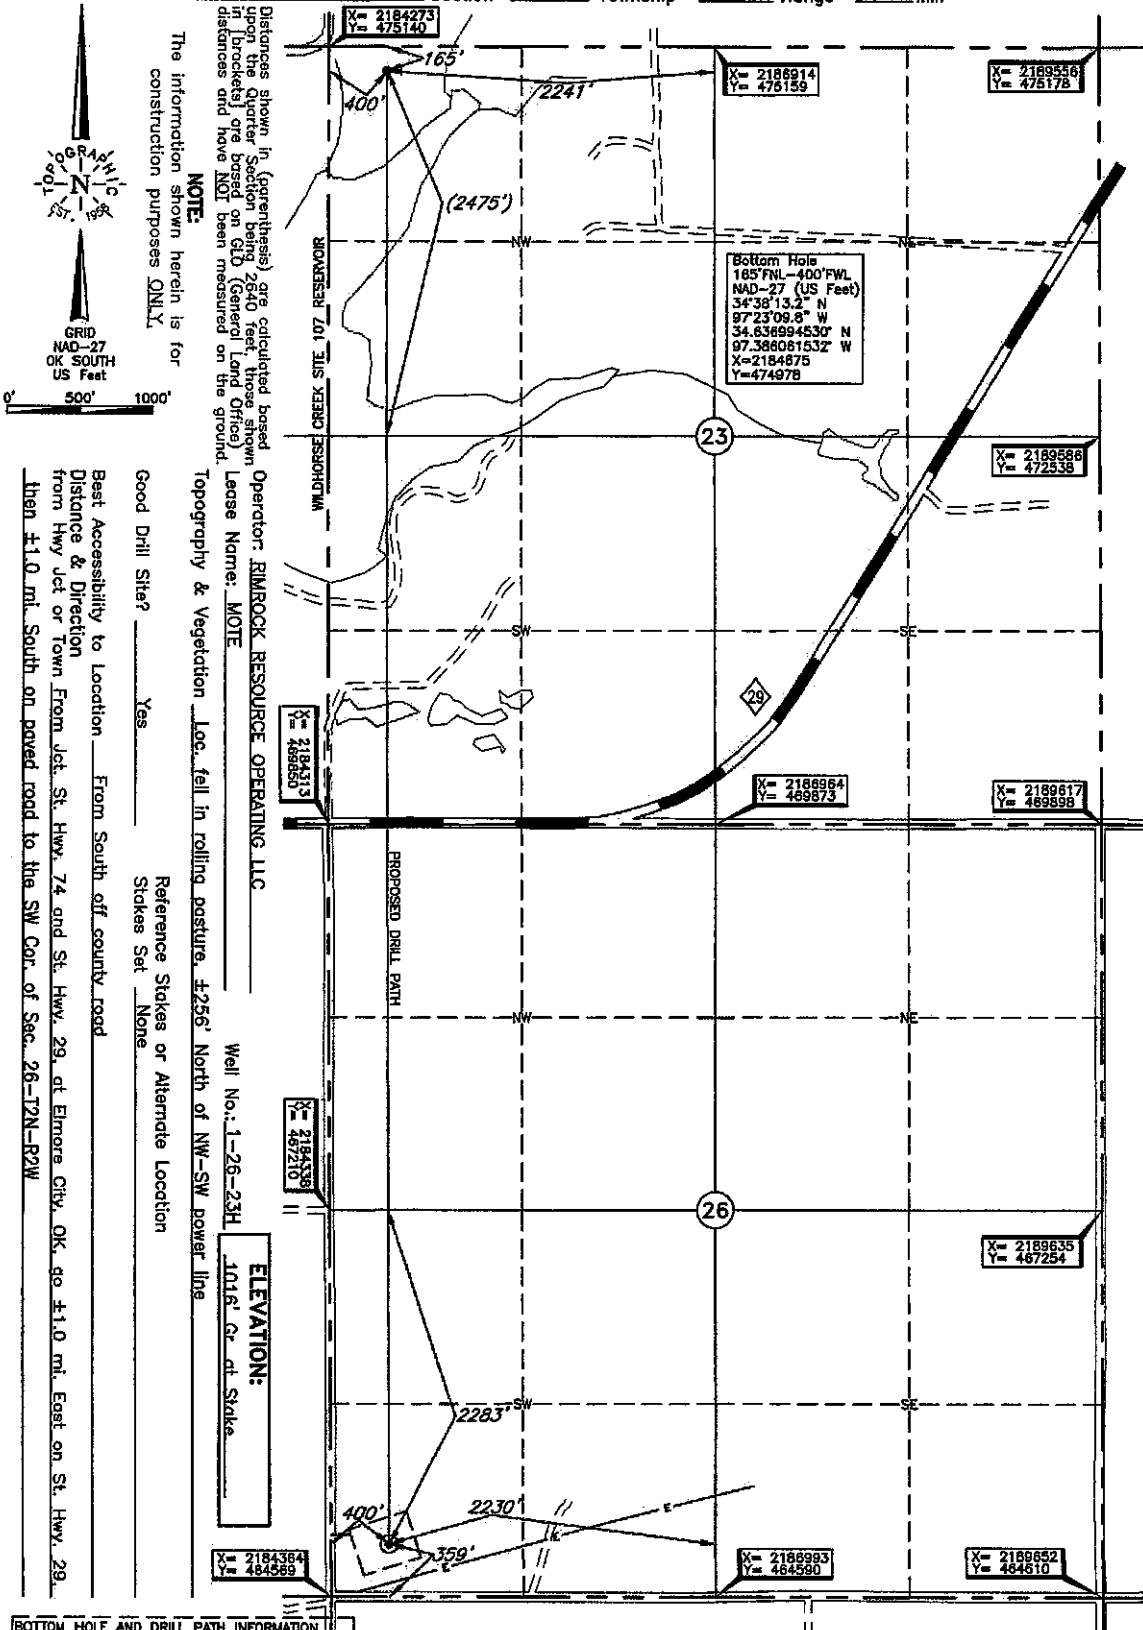 X= 2184273
Y= 475140
165'
400'
2241'
X= 2186914
Y= 475159
X= 2189556
Y= 475178
(2475')
NW
NE
Bottom Hole
165'FNL-400'FWL
NAD-27 (US Feet)
34°38'13.2" N
97°23'09.8" W
34.636994530° N
97.386061532° W
X=2184675
Y=474978
WILDHORSE CREEK SITE 107 RESERVOIR
23
X= 2189586
Y= 472538
SW
SE
29
X= 2184313
Y= 469850
X= 2186964
Y= 469873
X= 2189617
Y= 469898
PROPOSED DRILL PATH
NW
NE
X= 2184338
Y= 467210
26
X= 2189635
Y= 467254
SW
SE
2283'
400'
2230'
359'
E
E
E
X= 2184364
Y= 464569
X= 2186993
Y= 464590
X= 2189652
Y= 464610
Distances shown in (parenthesis) are calculated based
upon the Quarter Section being 2640 feet, those shown
in [brackets] are based on GLO (General Land Office)
distances and have NOT been measured on the ground.
NOTE:
The information shown herein is for
construction purposes ONLY.
TOPOGRAPHIC
N
EST. 1958
GRID
NAD-27
OK SOUTH
US Feet
0' 500' 1000'
Operator: RIMROCK RESOURCE OPERATING LLC
Lease Name: MOTE Well No.: 1-26-23H
ELEVATION:
1016' Gr. at Stake
Topography & Vegetation Loc. fell in rolling pasture, ±256' North of NW-SW power line
Good Drill Site? Yes
Reference Stakes or Alternate Location
Stakes Set None
Best Accessibility to Location From South off county road
Distance & Direction
from Hwy Jct or Town From Jct. St. Hwy. 74 and St. Hwy. 29, at Elmore City, OK, go ±1.0 mi. East on St. Hwy. 29,
then ±1.0 mi. South on paved road to the SW Cor. of Sec. 26-T2N-R2W
BOTTOM HOLE AND DRILL PATH INFORMATION